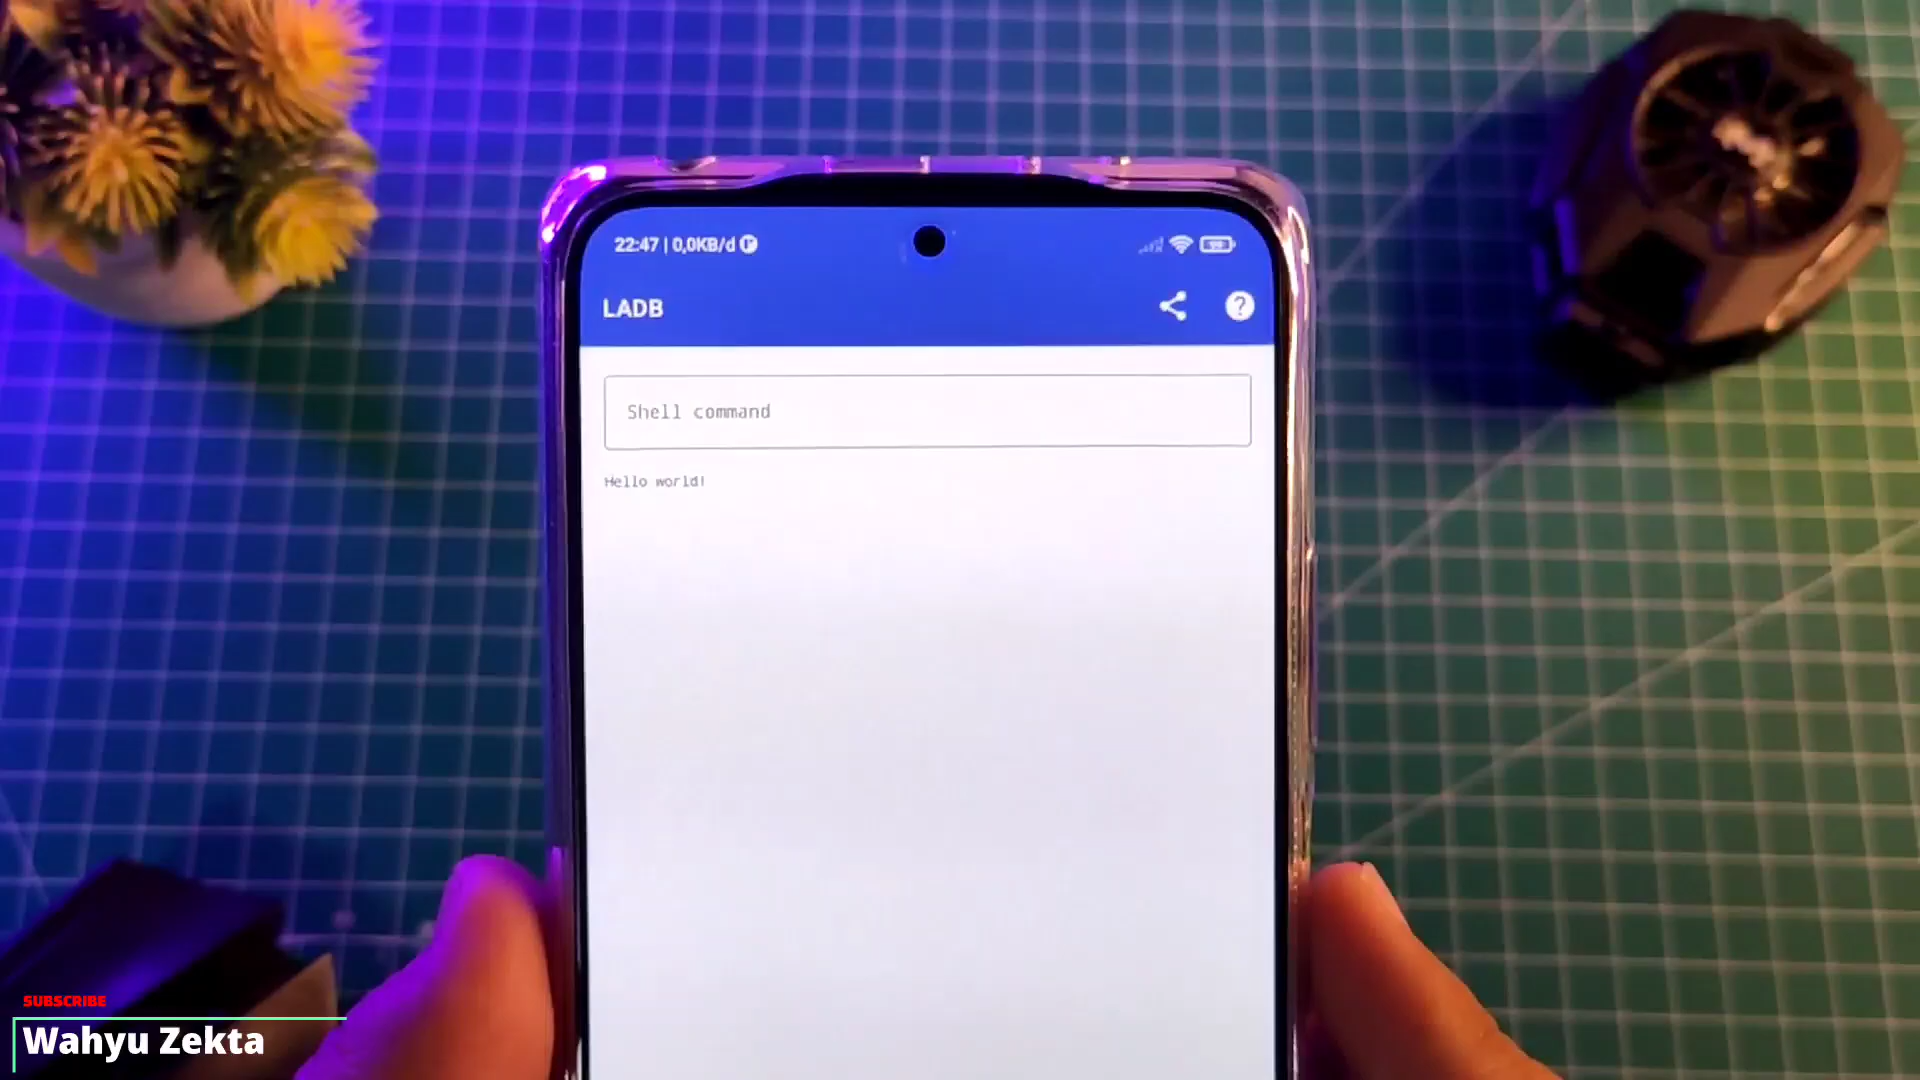 22:47 | 0,0KB/d
LADB
Shell command
Hello world!
SUBSCRIBE
Wahyu Zekta